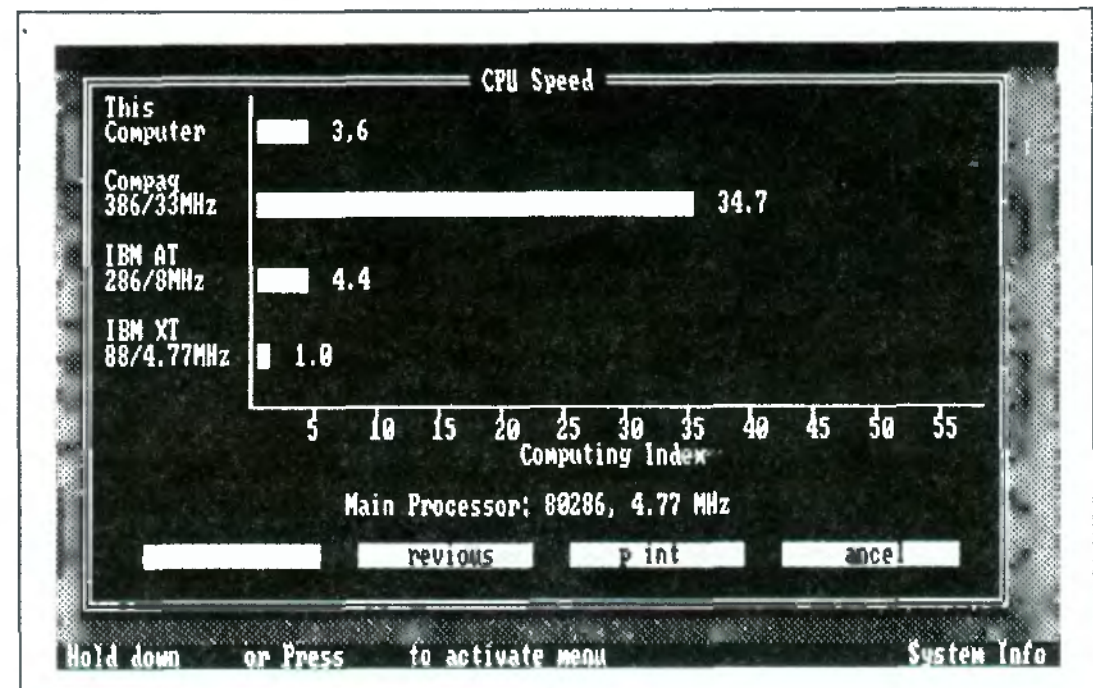 CPU Speed
This
Computer
3,6
Compaq
386/33MHz
34.7
IBM AT
286/8MHz
4.4
IBM XT
88/4.77MHz
1.0
5 10 15 20 25 30 35 40 45 50 55
Computing Index
Main Processor: 80286, 4.77 MHz
revious p int ancel
Hold down or Press to activate menu System Info